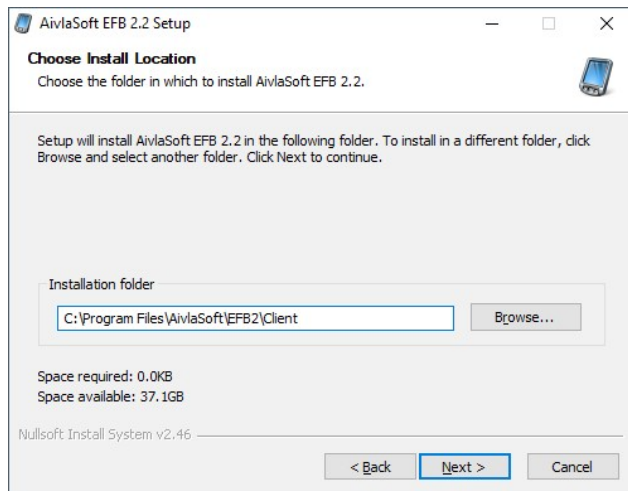 AivlaSoft EFB 2.2 Setup
Choose Install Location
Choose the folder in which to install AivlaSoft EFB 2.2.
Setup will install AivlaSoft EFB 2.2 in the following folder. To install in a different folder, click
Browse and select another folder. Click Next to continue.
Installation folder
C:\Program Files\AivlaSoft\EFB2\Client
Browse...
Space required: 0.0KB
Space available: 37.1GB
Nullsoft Install System v2.46
< Back
Next >
Cancel